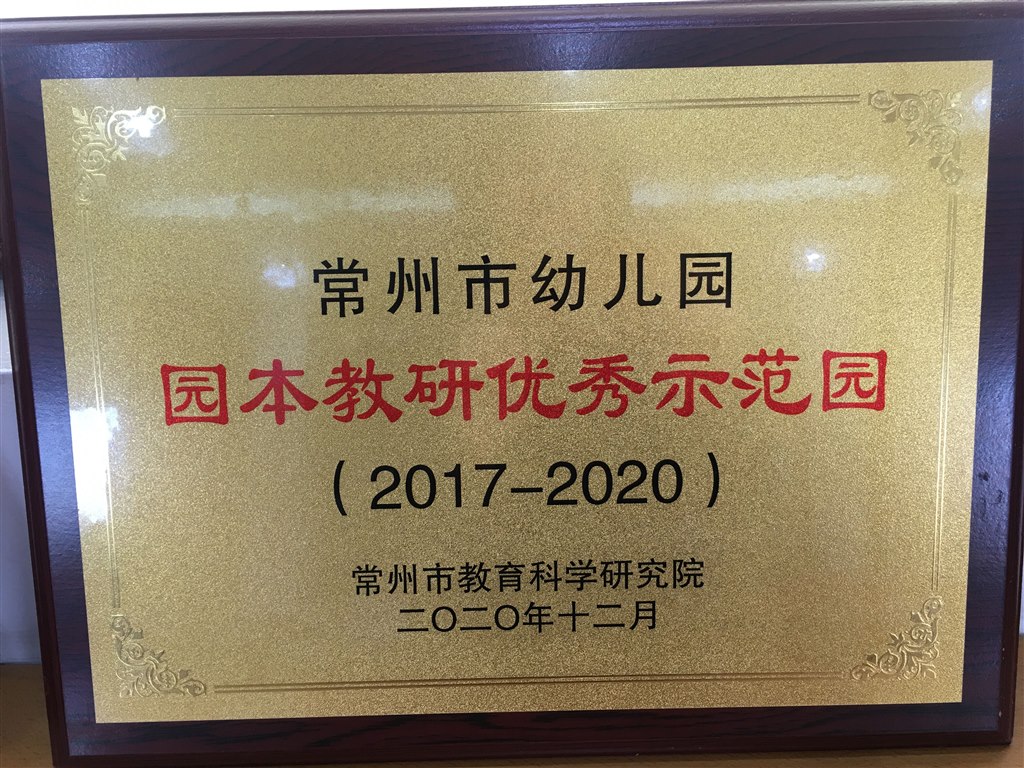 常州市幼儿园
园本教研优秀示范园
（2017-2020）
常州市教育科学研究院
二〇二〇年十二月